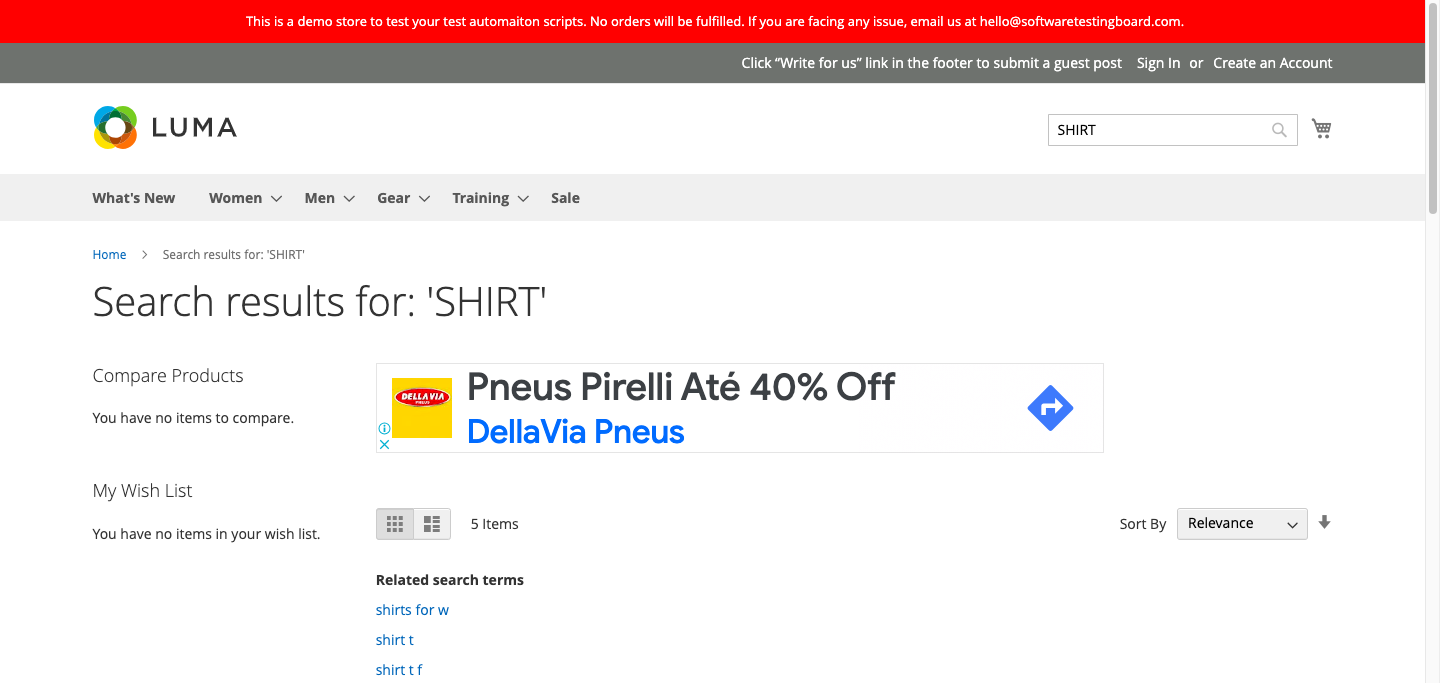 This is a demo store to test your test automaiton scripts. No orders will be fulfilled. If you are facing any issue, email us at hello@softwaretestingboard.com.
Click “Write for us” link in the footer to submit a guest post Sign In or Create an Account
LUMA
SHIRT
What's New Women Men Gear Training Sale
Home > Search results for: 'SHIRT'
Search results for: 'SHIRT'
Compare Products
You have no items to compare.
My Wish List
You have no items in your wish list.
DELLAVIA
PNEUS
Pneus Pirelli Até 40% Off
DellaVia Pneus
5 Items
Sort By Relevance
Related search terms
shirts for w
shirt t
shirt t f